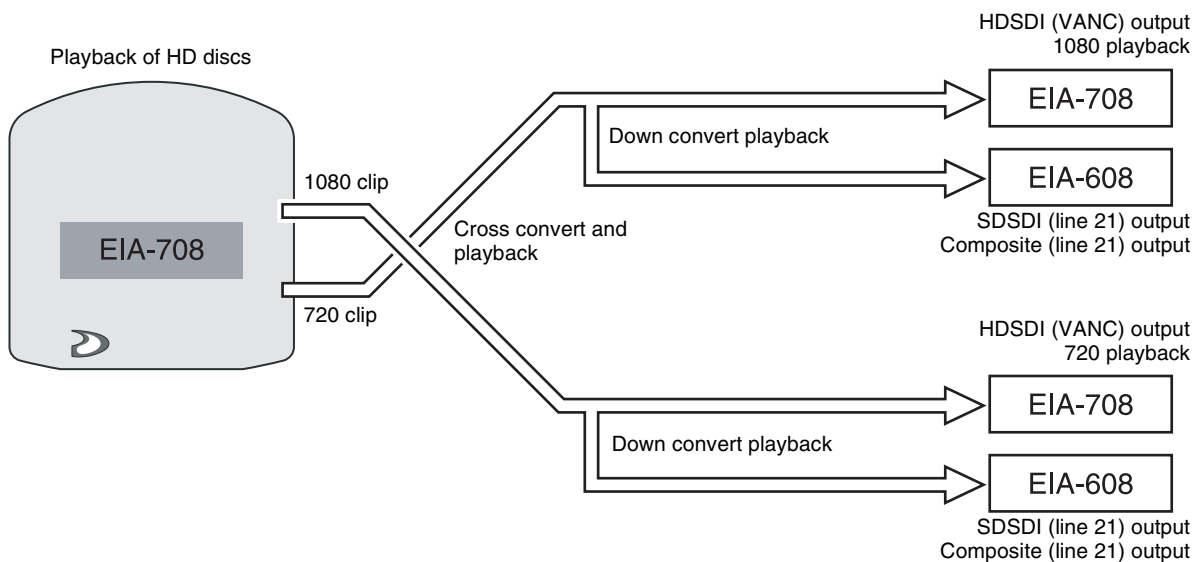 HDSDI (VANC) output
1080 playback
Playback of HD discs
EIA-708
Down convert playback
EIA-608
SDSDI (line 21) output
Composite (line 21) output
1080 clip
EIA-708
Cross convert and
playback
720 clip
HDSDI (VANC) output
720 playback
EIA-708
Down convert playback
EIA-608
SDSDI (line 21) output
Composite (line 21) output